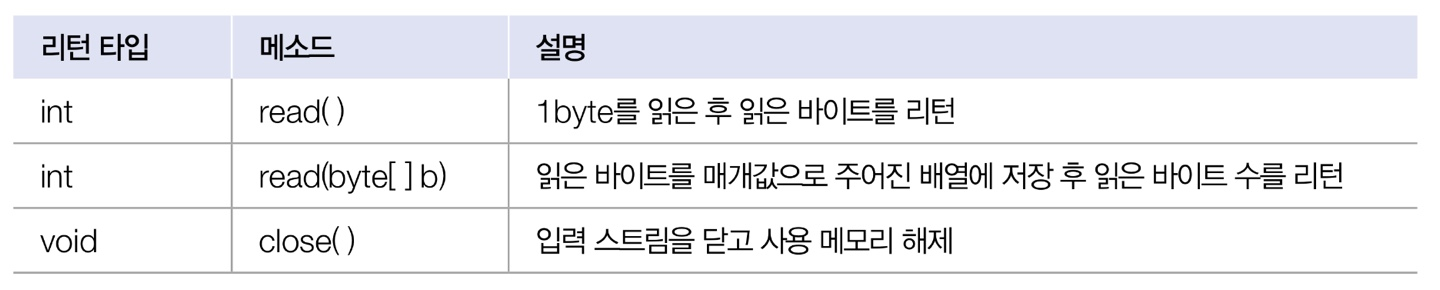 리턴 타입 메소드 설명
int read( ) 1byte를 읽은 후 읽은 바이트를 리턴
int read(byte[ ] b) 읽은 바이트를 매개값으로 주어진 배열에 저장 후 읽은 바이트 수를 리턴
void close( ) 입력 스트림을 닫고 사용 메모리 해제